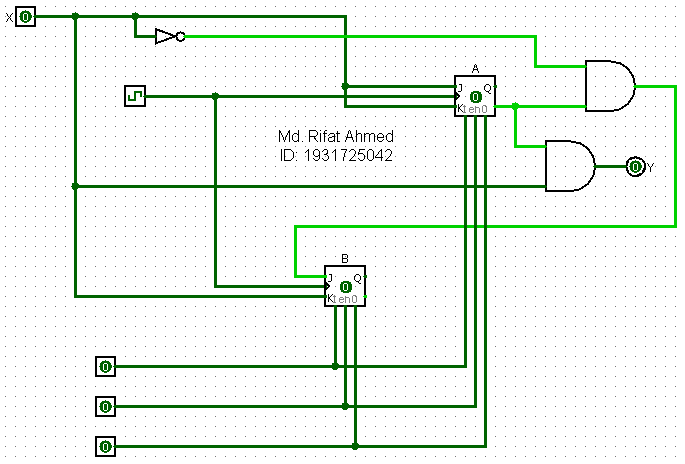 X 0
A
J Q
0
K en 0
Md. Rifat Ahmed
ID: 1931725042
0 Y
B
J Q
0
K en 0
0
0
0